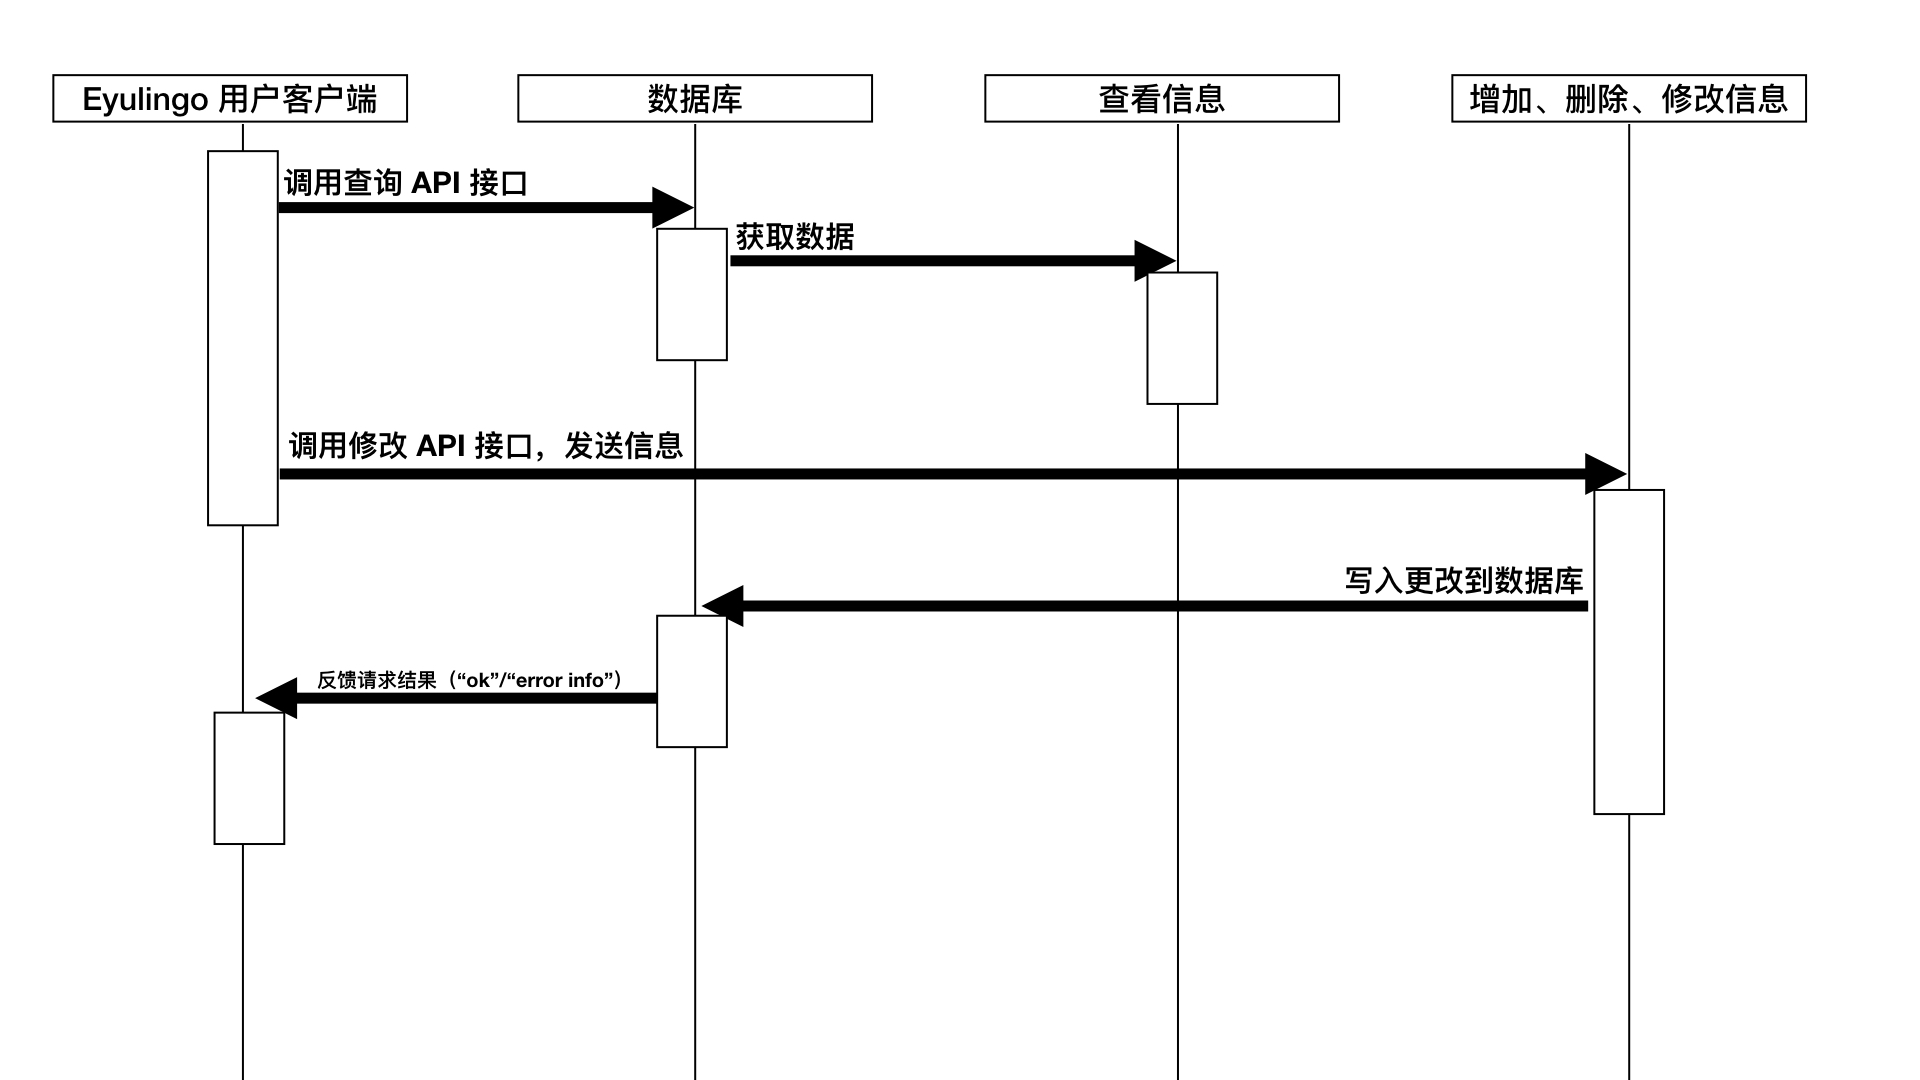 Eyulingo 用户客户端
数据库
查看信息
增加、删除、修改信息
调用查询 API 接口
获取数据
调用修改 API 接口，发送信息
写入更改到数据库
反馈请求结果（“ok”/“error info”）